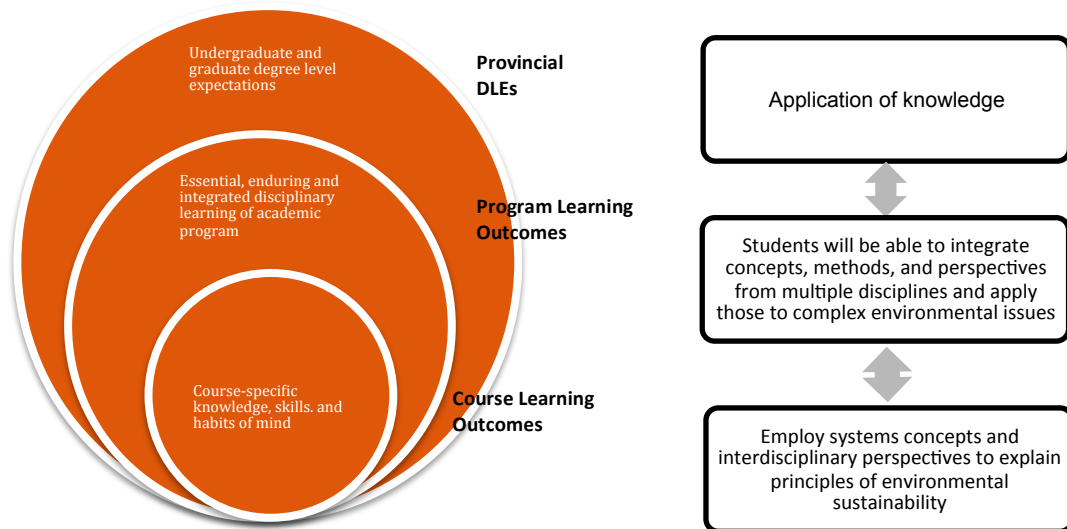 Undergraduate and
graduate degree level
expectations
Provincial
DLEs
Essential, enduring and
integrated disciplinary
learning of academic
program
Program Learning
Outcomes
Course-specific
knowledge, skills. and
habits of mind
Course Learning
Outcomes
Application of knowledge
Students will be able to integrate
concepts, methods, and perspectives
from multiple disciplines and apply
those to complex environmental issues
Employ systems concepts and
interdisciplinary perspectives to explain
principles of environmental
sustainability